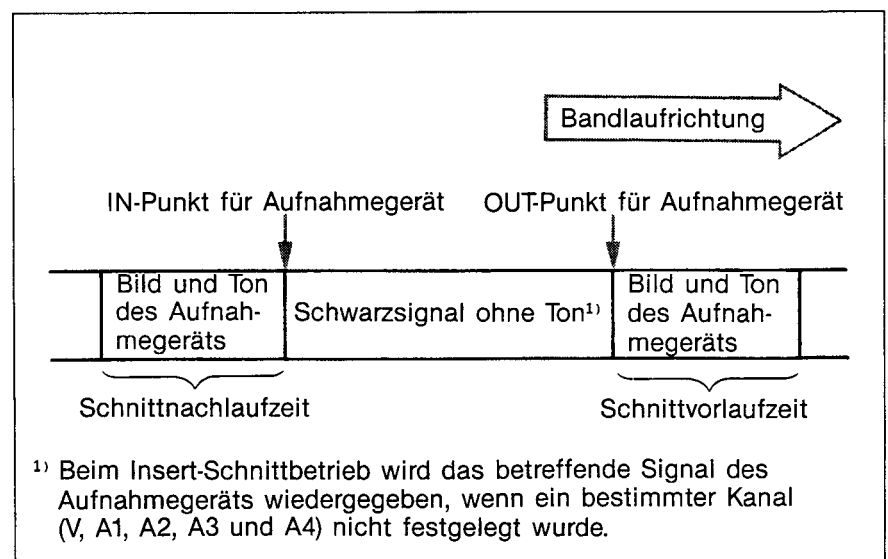 Bandlaufrichtung
IN-Punkt für Aufnahmegerät OUT-Punkt für Aufnahmegerät
Bild und Ton
des Aufnah-
megeräts
Schwarzsignal ohne Ton¹⁾
Bild und Ton
des Aufnah-
megeräts
Schnittnachlaufzeit Schnittvorlaufzeit
¹⁾ Beim Insert-Schnittbetrieb wird das betreffende Signal des
Aufnahmegeräts wiedergegeben, wenn ein bestimmter Kanal
(V, A1, A2, A3 und A4) nicht festgelegt wurde.